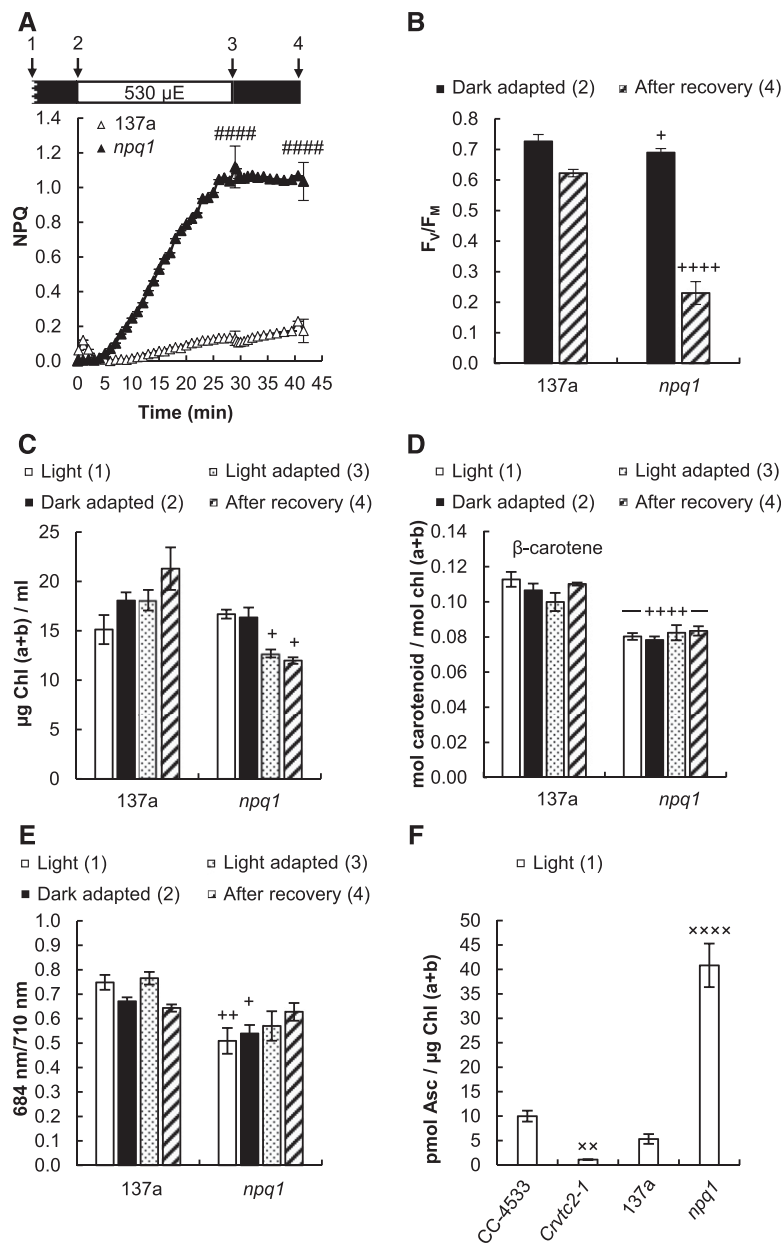 A
1 2 3 4
530 µE
△ 137a
▲ npq1
####
####
NPQ
1.4
1.2
1.0
0.8
0.6
0.4
0.2
0.0
0 5 10 15 20 25 30 35 40 45
Time (min)
B
Dark adapted (2) After recovery (4)
FV/FM
0.8
0.7
0.6
0.5
0.4
0.3
0.2
0.1
0.0
+
++++
137a npq1
C
Light (1) Light adapted (3)
Dark adapted (2) After recovery (4)
µg Chl (a+b) / ml
25
20
15
10
5
0
+ +
137a npq1
D
Light (1) Light adapted (3)
Dark adapted (2) After recovery (4)
mol carotenoid / mol chl (a+b)
0.14
0.12
0.10
0.08
0.06
0.04
0.02
0.00
β-carotene
++++
137a npq1
E
Light (1) Light adapted (3)
Dark adapted (2) After recovery (4)
684 nm/710 nm
1.0
0.9
0.8
0.7
0.6
0.5
0.4
0.3
0.2
0.1
0.0
++ +
137a npq1
F
Light (1)
pmol Asc / µg Chl (a+b)
50
45
40
35
30
25
20
15
10
5
0
××
××××
CC-4533 Crvtc2-1 137a npq1